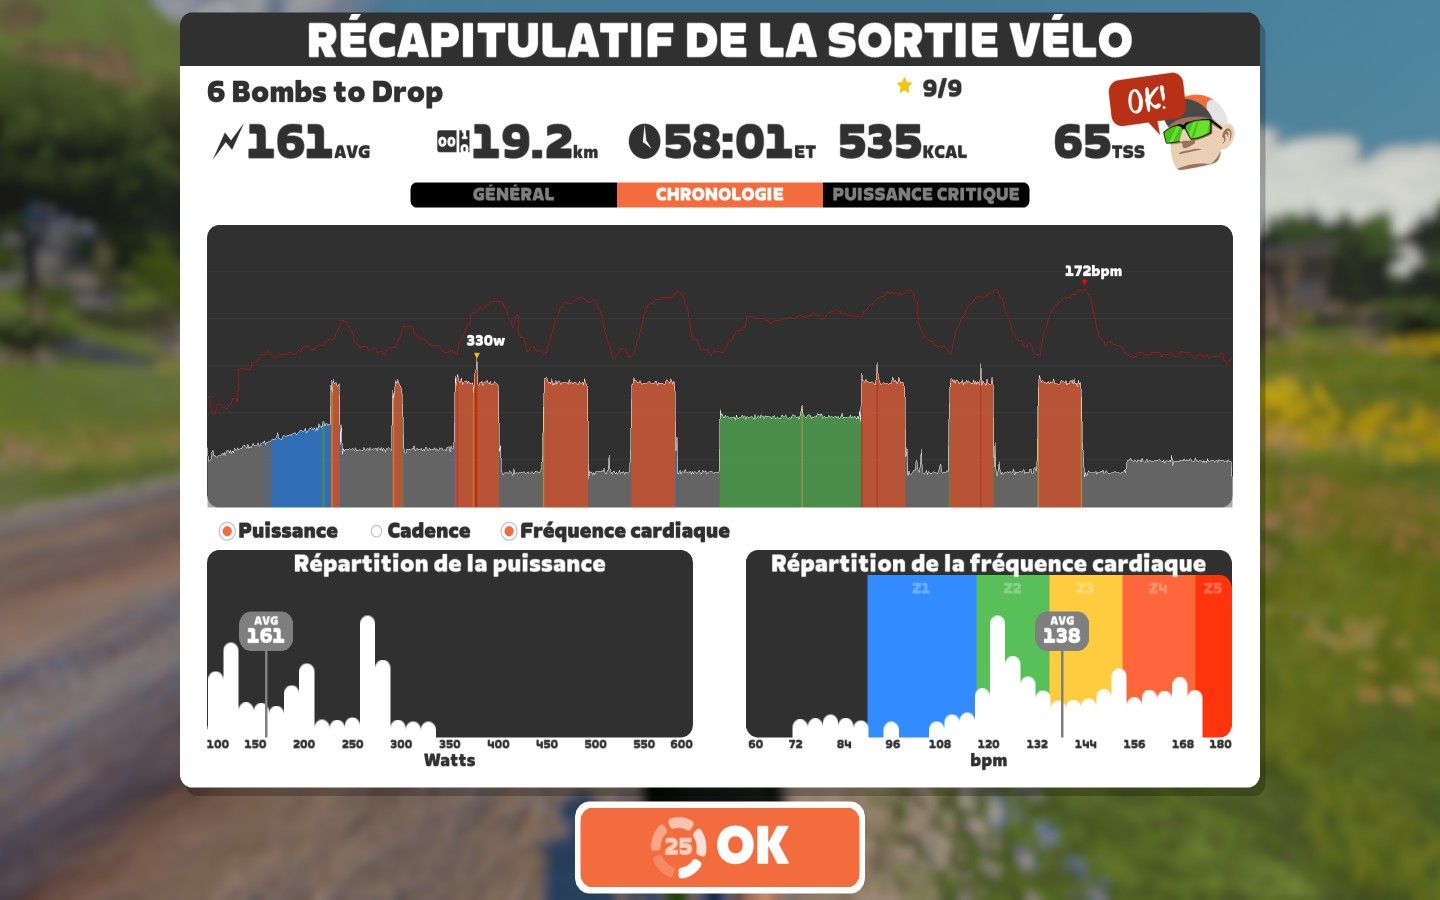 RÉCAPITULATIF DE LA SORTIE VÉLO
6 Bombs to Drop
9/9
OK!
161AVG
19.2km
58:01ET
535KCAL
65TSS
GÉNÉRAL
CHRONOLOGIE
PUISSANCE CRITIQUE
172bpm
330w
Puissance
Cadence
Fréquence cardiaque
Répartition de la puissance
AVG
161
100 150 200 250 300 350 400 450 500 550 600
Watts
Répartition de la fréquence cardiaque
Z1 Z2 Z3 Z4 Z5
AVG
138
60 72 84 96 108 120 132 144 156 168 180
bpm
25 OK